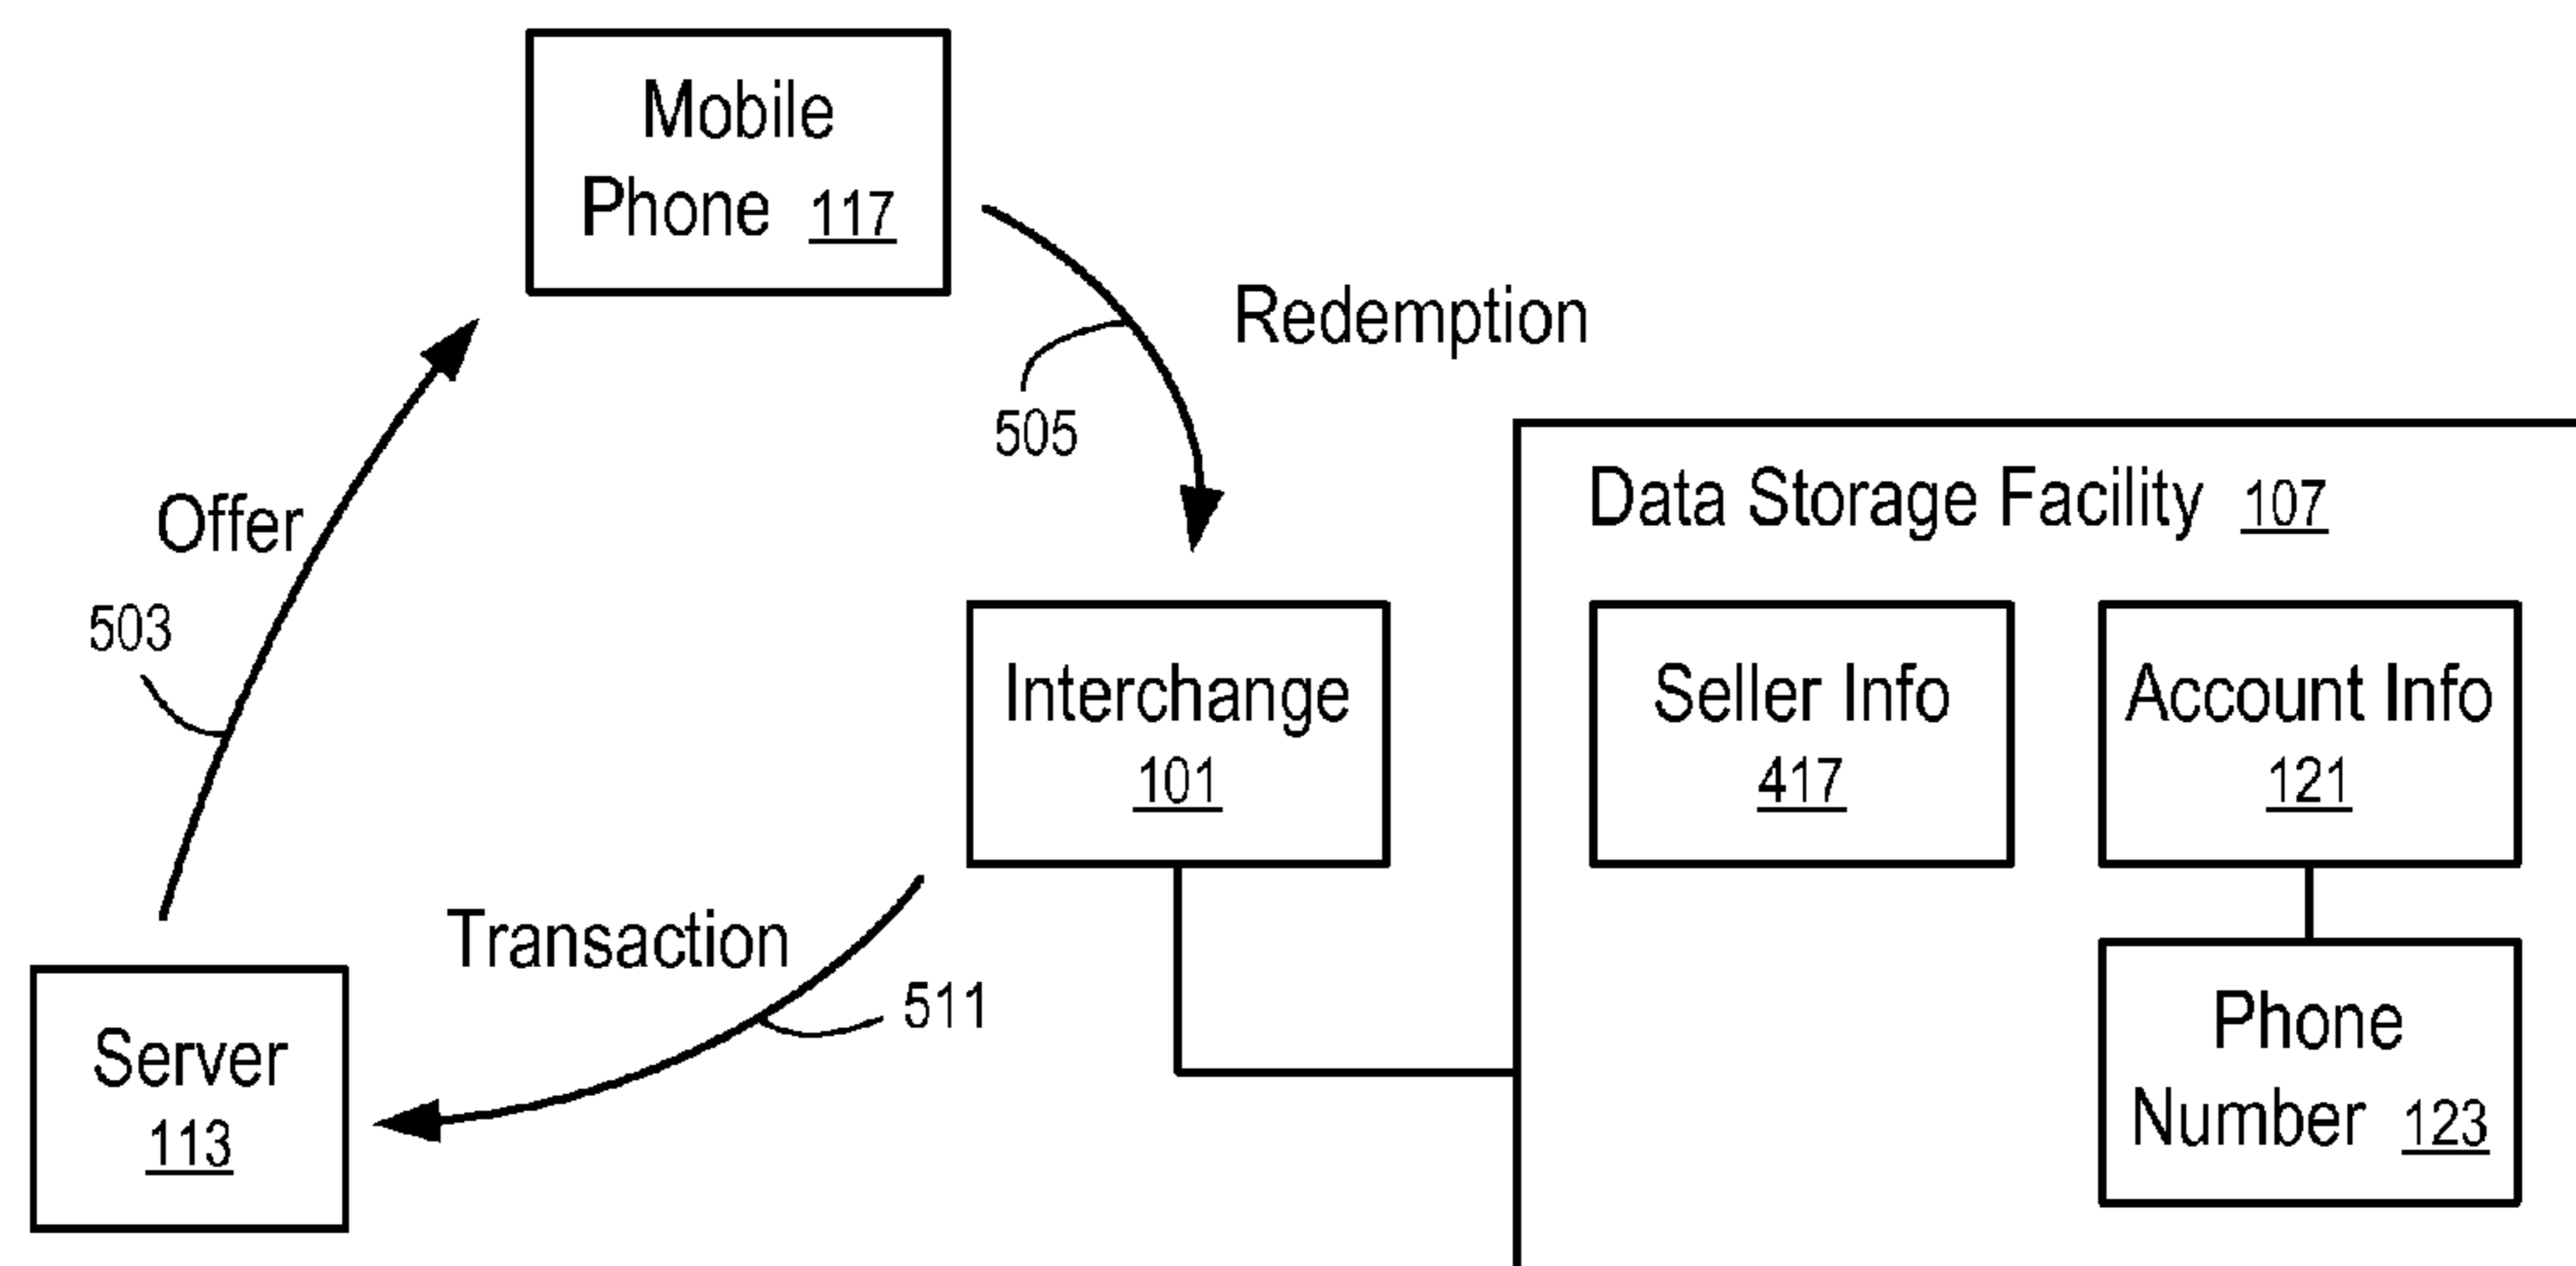 Mobile
Phone 117
Redemption
505
Offer
503
Data Storage Facility 107
Interchange
101
Seller Info
417
Account Info
121
Transaction
511
Phone
Number 123
Server
113